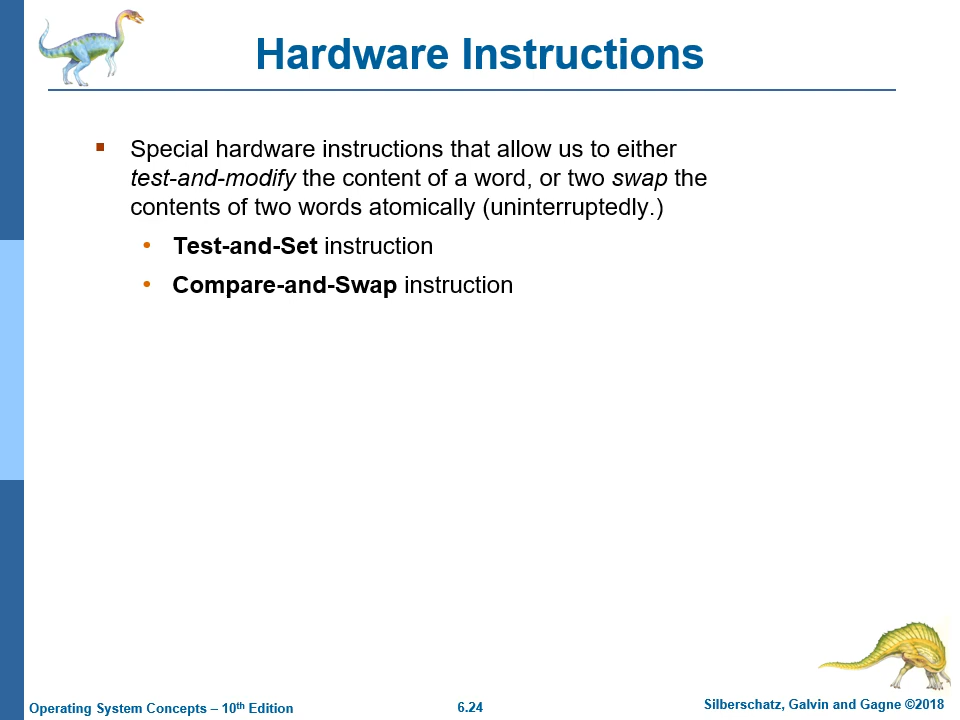 Hardware Instructions
▪ Special hardware instructions that allow us to either
test-and-modify the content of a word, or two swap the
contents of two words atomically (uninterruptedly.)
• Test-and-Set instruction
• Compare-and-Swap instruction
Operating System Concepts – 10th Edition
6.24
Silberschatz, Galvin and Gagne ©2018